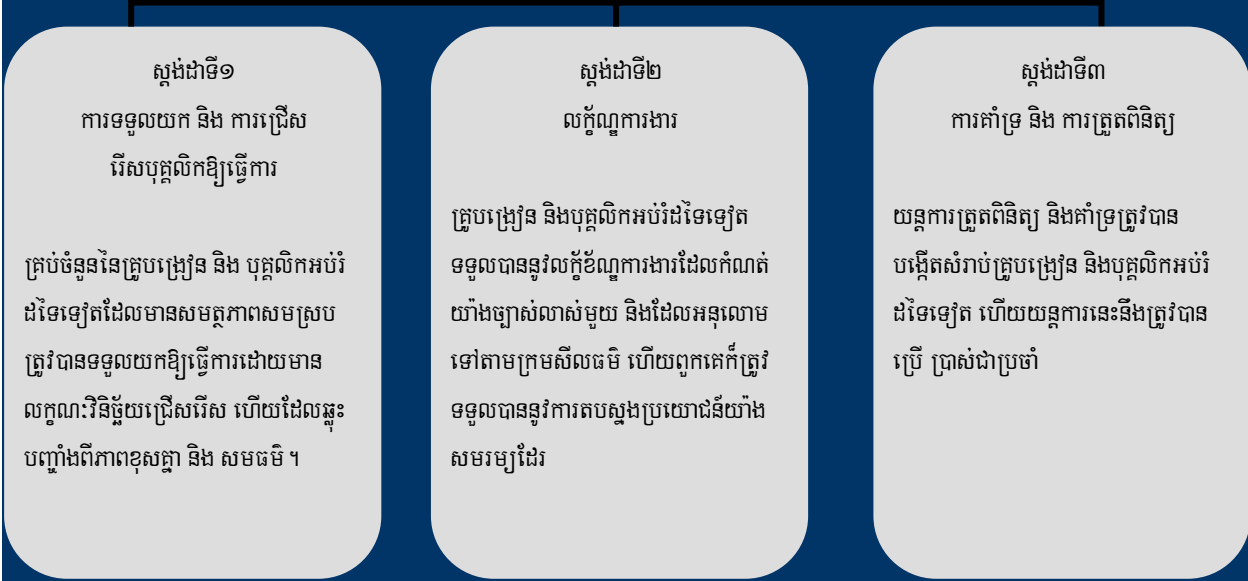 ស្តង់ដាទី១
ការទទួលយក និង ការជ្រើស
រើសបុគ្គលិកឱ្យធ្វើការ
គ្រប់ចំនួននៃគ្រូបង្រៀន និង បុគ្គលិកអប់រំ
ដទៃទៀតដែលមានសមត្ថភាពសមស្រប
ត្រូវបានទទួលយកឱ្យធ្វើការដោយមាន
លក្ខណៈវិនិច្ឆ័យជ្រើសរើស ហើយដែលឆ្លុះ
បញ្ចាំងពីភាពខុសគ្នា និង សមធម៌ ។
ស្តង់ដាទី២
លក្ខ័ណ្ឌការងារ
គ្រូបង្រៀន និងបុគ្គលិកអប់រំដទៃទៀត
ទទួលបាននូវលក្ខ័ខ័ណ្ឌការងារដែលកំណត់
យ៉ាងច្បាស់លាស់មួយ និងដែលអនុលោម
ទៅតាមក្រមសីលធម៌ ហើយពួកគេក៏ត្រូវ
ទទួលបាននូវការតបស្នងប្រយោជន៍យ៉ាង
សមរម្យដែរ
ស្តង់ដាទី៣
ការគាំទ្រ និង ការត្រួតពិនិត្យ
យន្តការត្រួតពិនិត្យ និងគាំទ្រត្រូវបាន
បង្កើតសំរាប់គ្រូបង្រៀន និងបុគ្គលិកអប់រំ
ដទៃទៀត ហើយយន្តការនេះនឹងត្រូវបាន
ប្រើ ប្រាស់ជាប្រចាំ